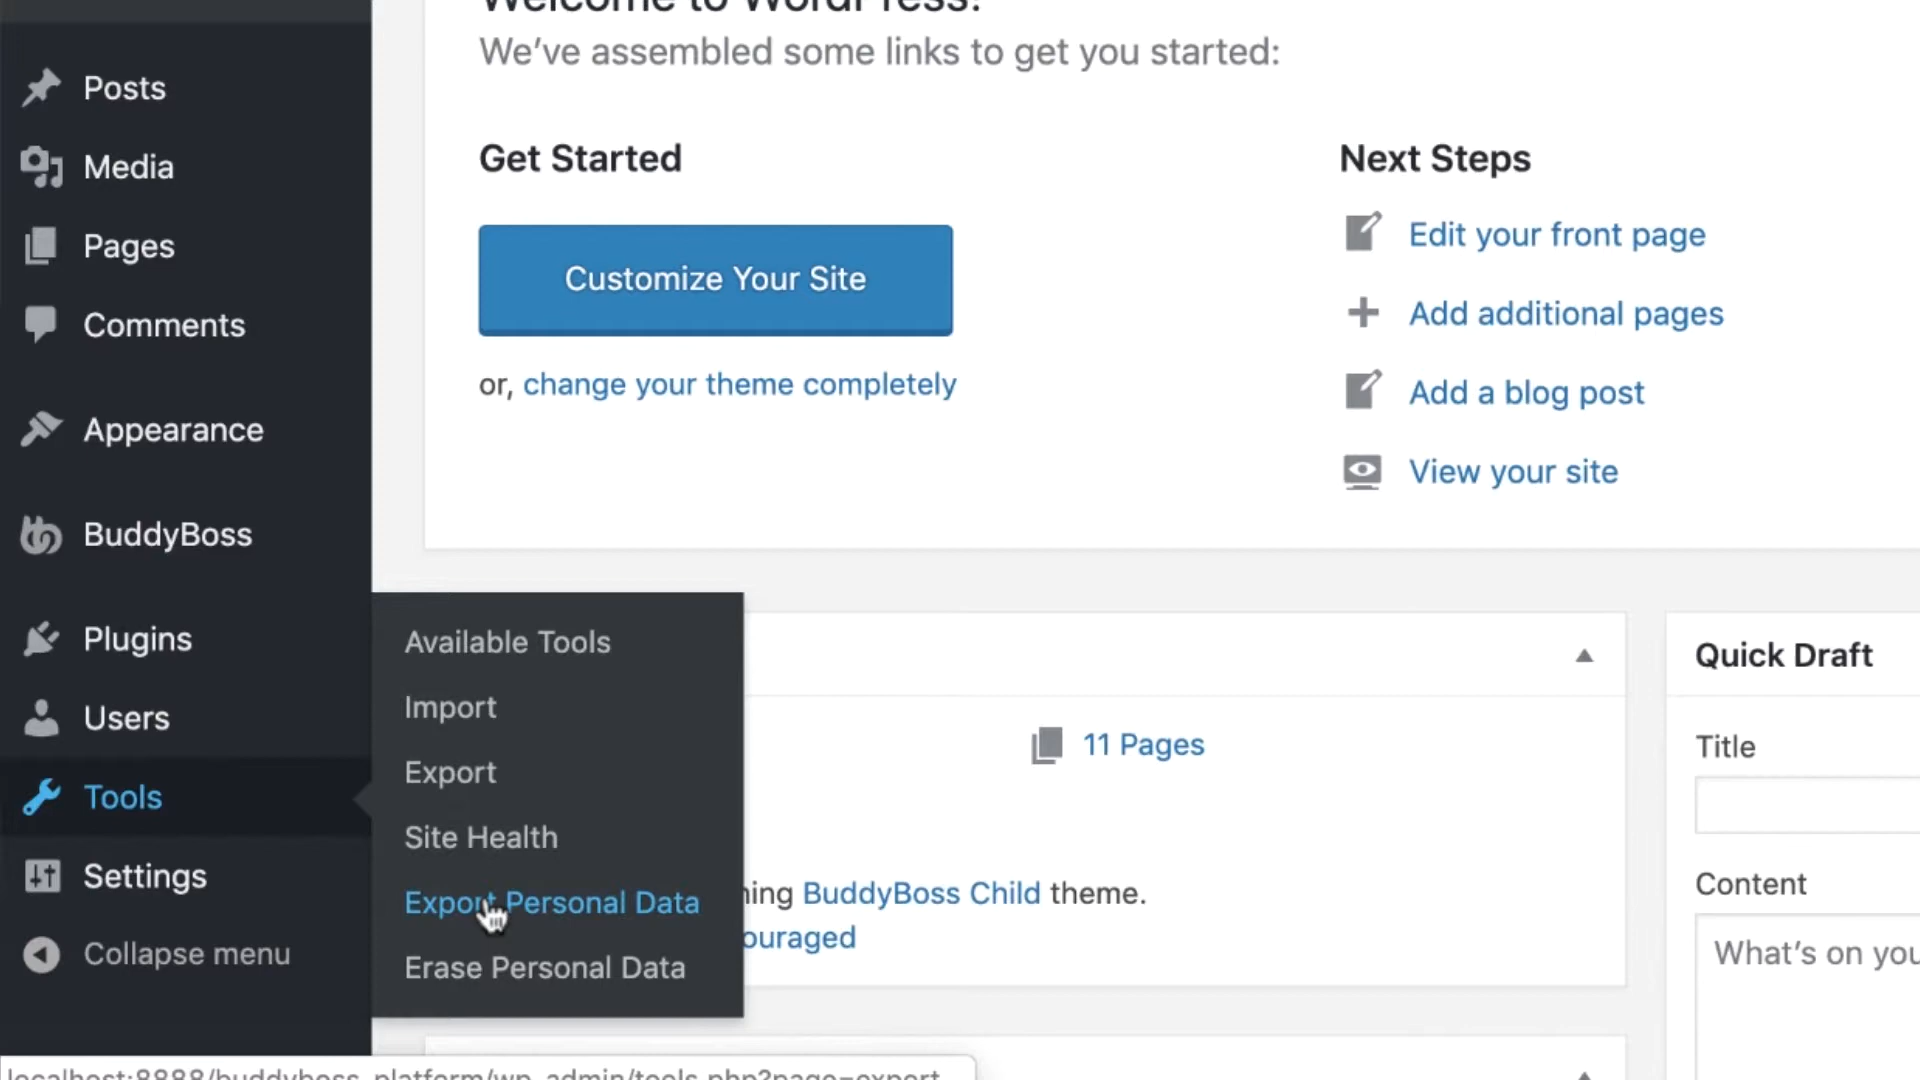 Welcome to WordPress!
We've assembled some links to get you started:
Posts
Media
Pages
Comments
Appearance
BuddyBoss
Plugins
Users
Tools
Settings
Collapse menu
Get Started
Customize Your Site
or, change your theme completely
Next Steps
Edit your front page
Add additional pages
Add a blog post
View your site
Available Tools
Import
Export
Site Health
Export Personal Data
Erase Personal Data
11 Pages
ning BuddyBoss Child theme.
ouraged
Quick Draft
Title
Content
What's on you
localhost:8888/buddyboss_platform/wp-admin/tools.php?page=export